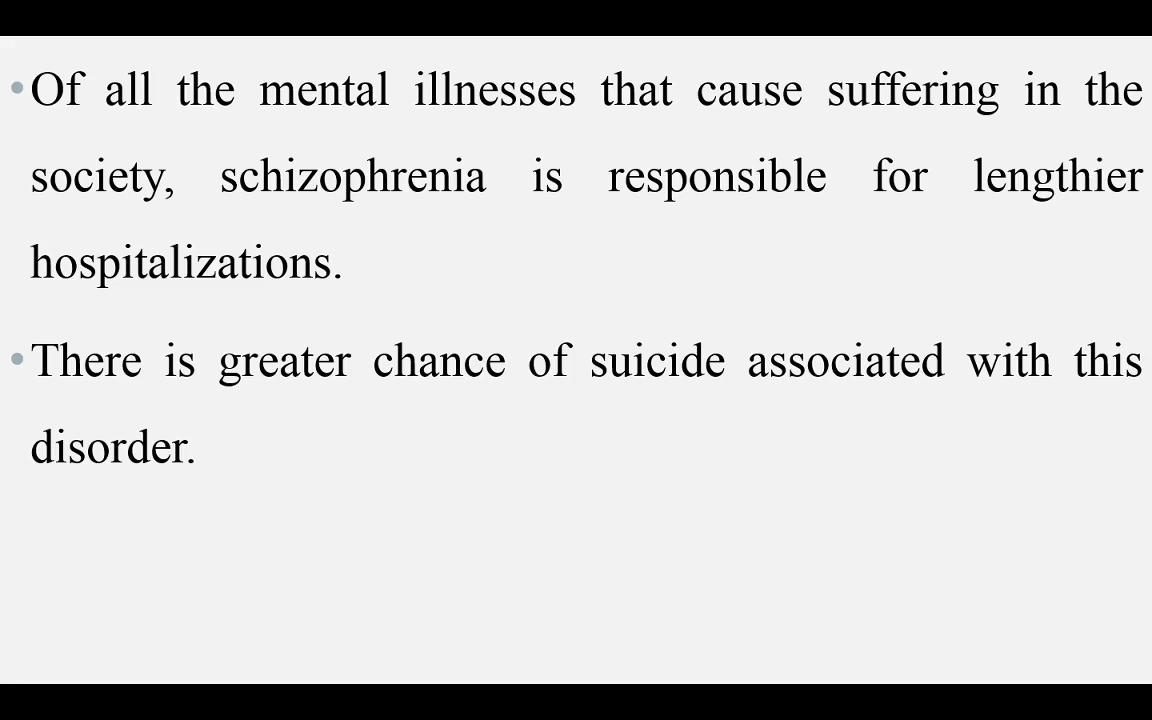 •Of all the mental illnesses that cause suffering in the
society, schizophrenia is responsible for lengthier
hospitalizations.
•There is greater chance of suicide associated with this
disorder.